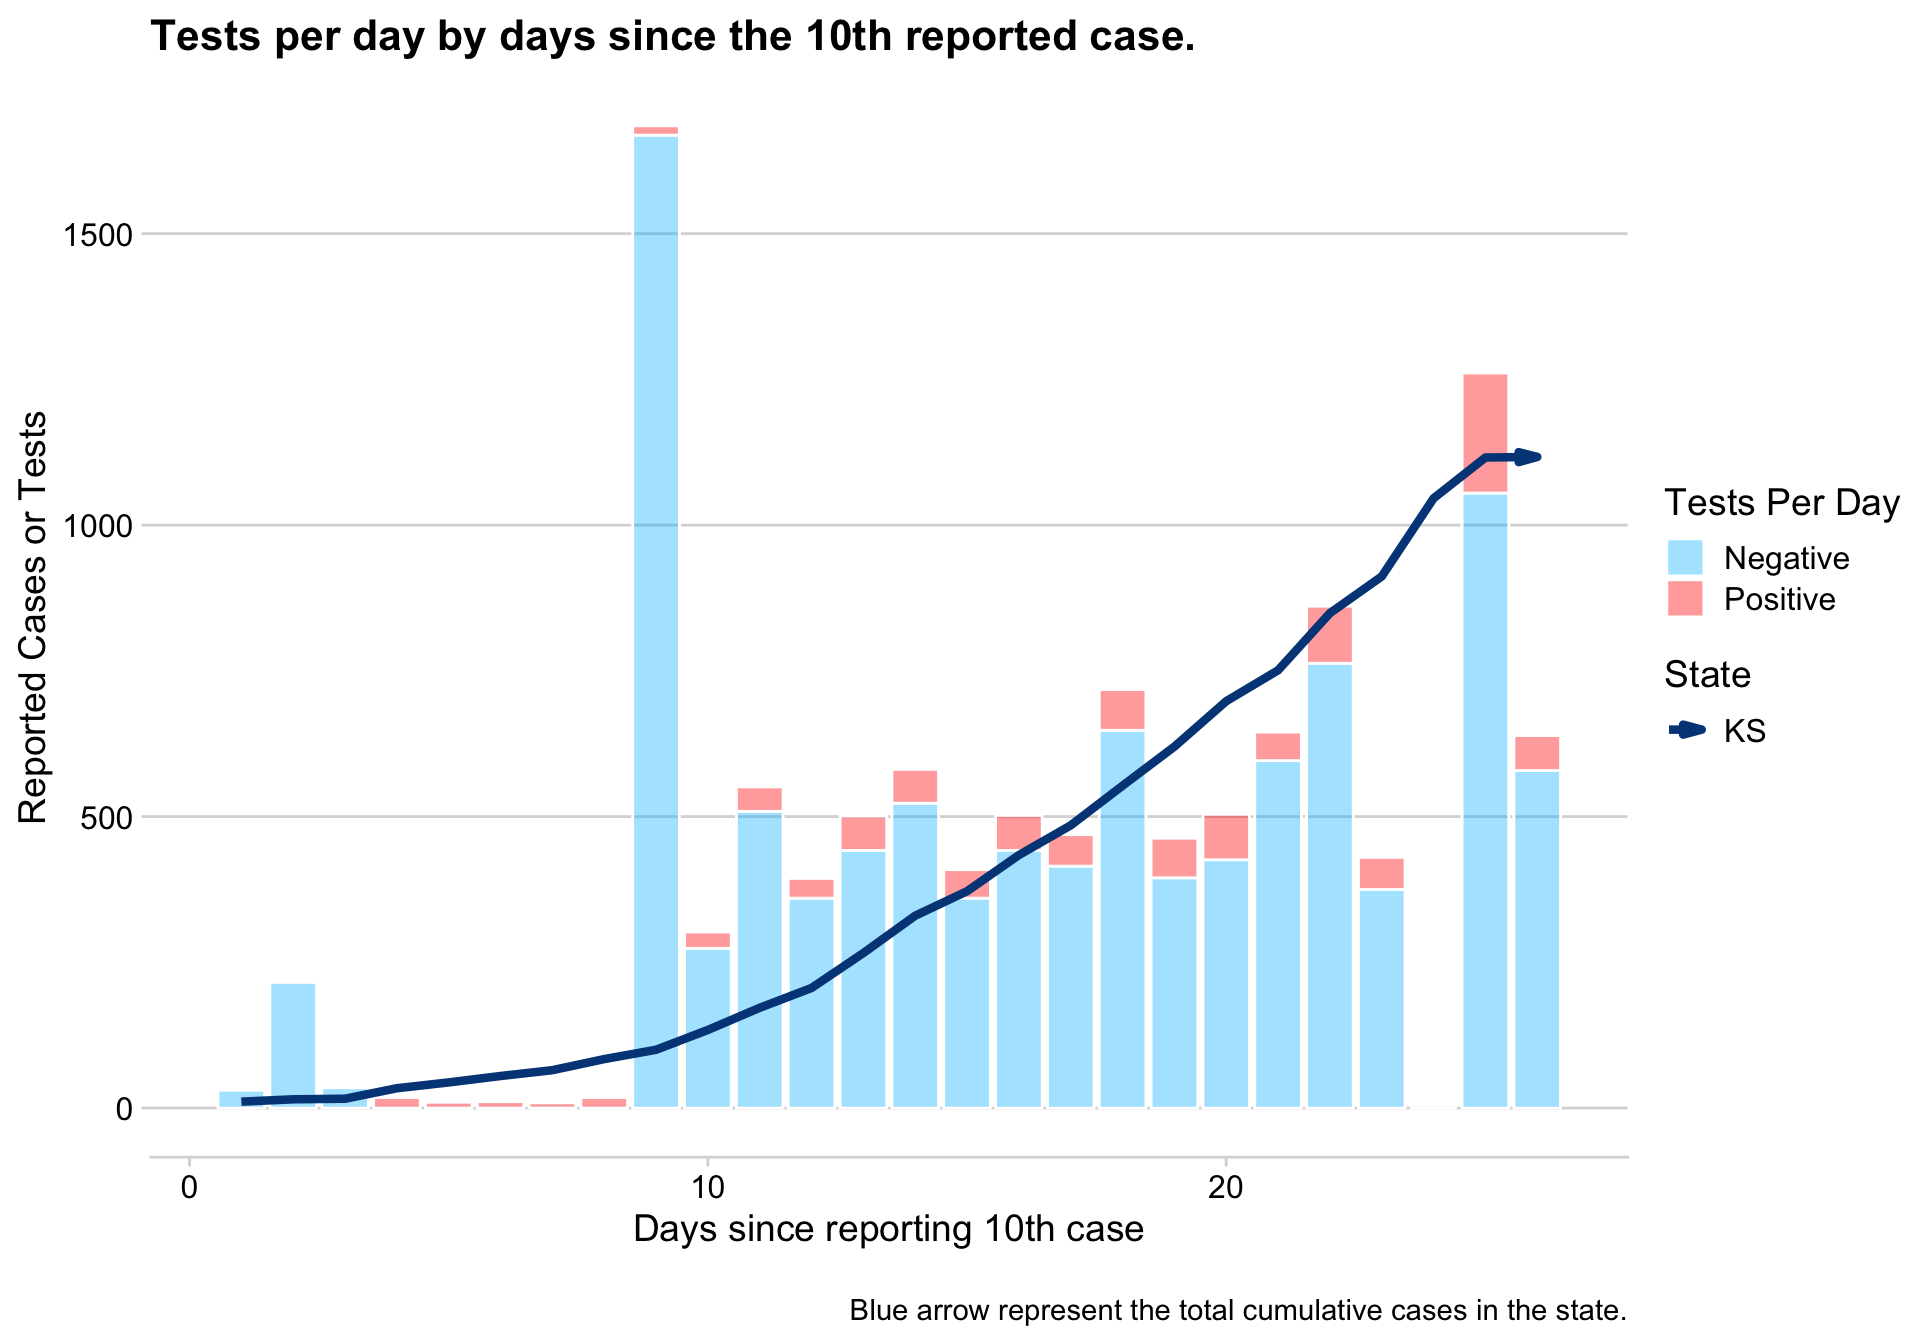 Tests per day by days since the 10th reported case.
1500
1000
500
0
Reported Cases or Tests
0 10 20
Days since reporting 10th case
Tests Per Day
Negative
Positive
State
KS
Blue arrow represent the total cumulative cases in the state.